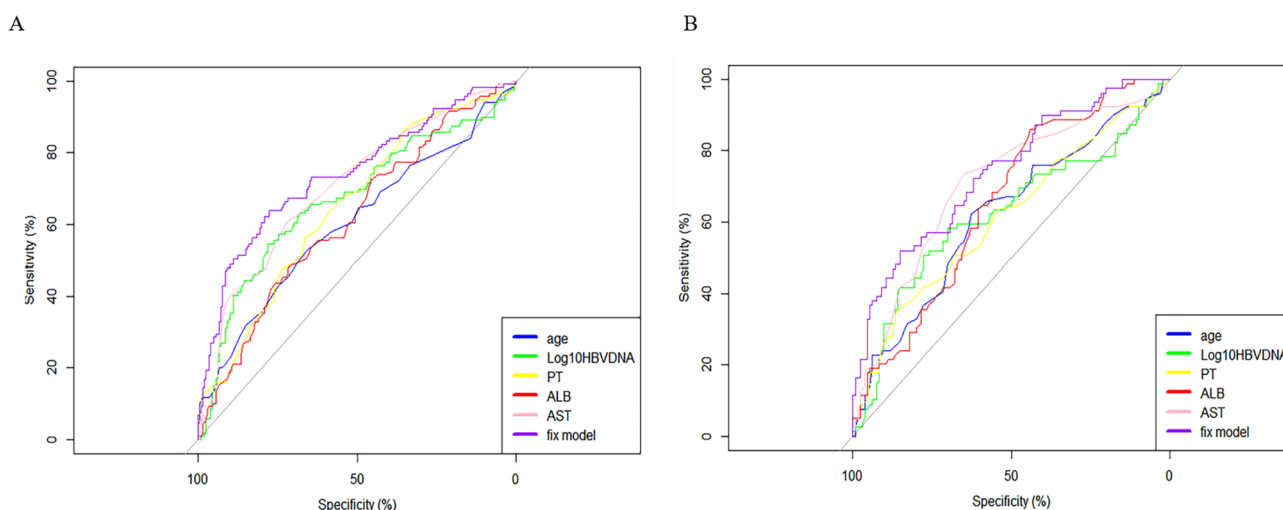 A
100
80
60
40
20
0
Sensitivity (%)
100
50
0
Specificity (%)
age
Log10HBVDNA
PT
ALB
AST
fix model
B
100
80
60
40
20
0
Sensitivity (%)
100
50
0
Specificity (%)
age
Log10HBVDNA
PT
ALB
AST
fix model